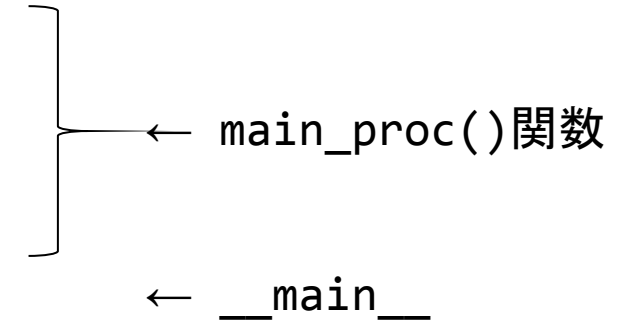 ← main_proc()関数
← __main__